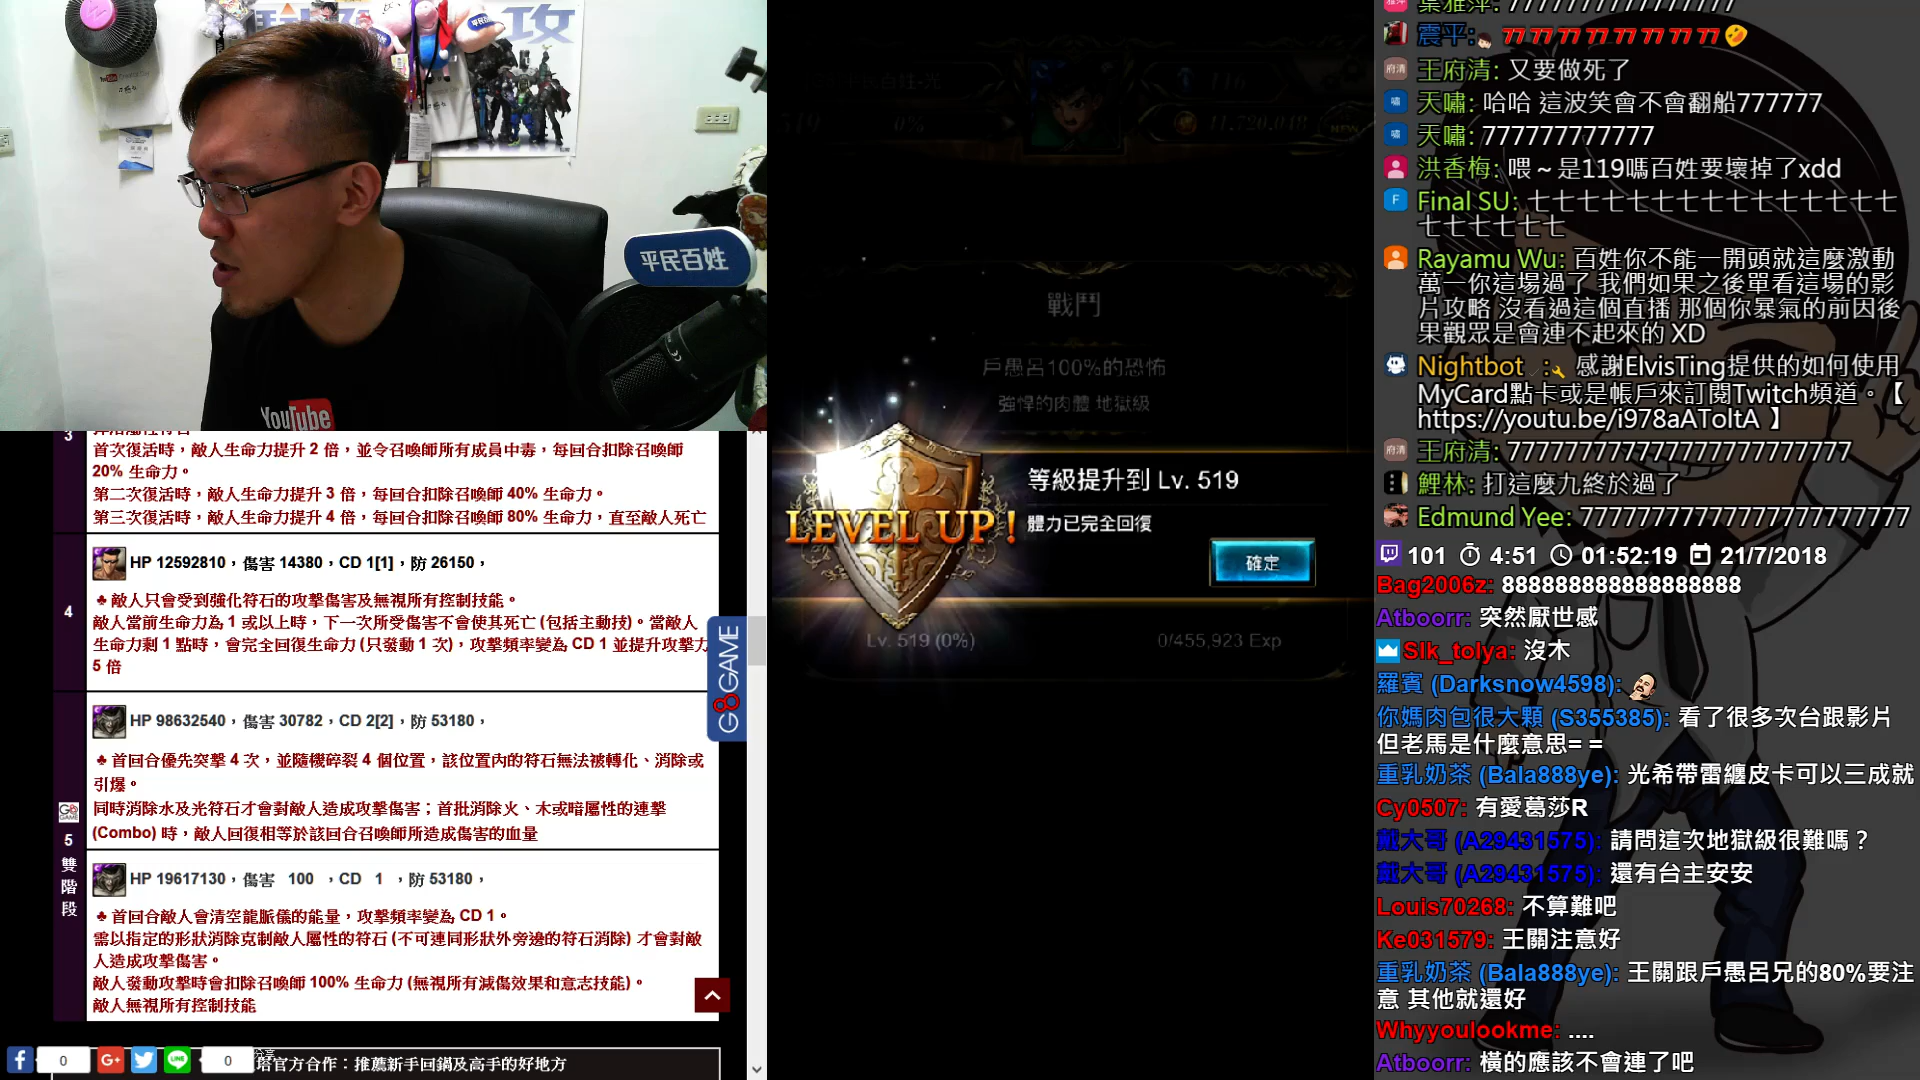 攻
平民百姓
YouTube
3
首次復活時，敵人生命力提升 2 倍，並令召喚師所有成員中毒，每回合扣除召喚師
20% 生命力。
第二次復活時，敵人生命力提升 3 倍，每回合扣除召喚師 40% 生命力。
第三次復活時，敵人生命力提升 4 倍，每回合扣除召喚師 80% 生命力，直至敵人死亡
4
HP 12592810，傷害 14380，CD 1[1]，防 26150，
♣ 敵人只會受到強化符石的攻擊傷害及無視所有控制技能。
敵人當前生命力為 1 或以上時，下一次所受傷害不會使其死亡 (包括主動技)。當敵人
生命力剩 1 點時，會完全回復生命力 (只發動 1 次)，攻擊頻率變為 CD 1 並提升攻擊力
5 倍
G8GAME
5
雙
階
段
HP 98632540，傷害 30782，CD 2[2]，防 53180，
♣ 首回合優先突擊 4 次，並隨機碎裂 4 個位置，該位置內的符石無法被轉化、消除或
引爆。
同時消除水及光符石才會對敵人造成攻擊傷害；首批消除火、木或暗屬性的連擊
(Combo) 時，敵人回復相等於該回合召喚師所造成傷害的血量
HP 19617130，傷害 100 ，CD 1 ，防 53180，
♣ 首回合敵人會清空龍脈儀的能量，攻擊頻率變為 CD 1。
需以指定的形狀消除克制敵人屬性的符石 (不可連同形狀外旁邊的符石消除) 才會對敵
人造成攻擊傷害。
敵人發動攻擊時會扣除召喚師 100% 生命力 (無視所有減傷效果和意志技能)。
敵人無視所有控制技能
0
G+
LINE
0
塔官方合作：推薦新手回鍋及高手的好地方
519
0%
116
11,720,048
NEW
戰鬥
戶愚呂100%的恐怖
強悍的肉體 地獄級
LEVEL UP !
等級提升到 Lv. 519
體力已完全回復
確定
Lv. 519 (0%)
0/455,923 Exp
葉雅萍: 7777777777777777
震平: 77 77 77 77 77 77 77 77
王府清: 又要做死了
天嘯: 哈哈 這波笑會不會翻船777777
天嘯: 777777777777
洪香梅: 喂～是119嗎百姓要壞掉了xdd
Final SU: 七七七七七七七七七七七七七七七
七七七七七七
Rayamu Wu: 百姓你不能一開頭就這麼激動
萬一你這場過了 我們如果之後單看這場的影
片攻略 沒看過這個直播 那個你暴氣的前因後
果觀眾是會連不起來的 XD
Nightbot : 感謝ElvisTing提供的如何使用
MyCard點卡或是帳戶來訂閱Twitch頻道。【
https://youtu.be/i978aAToltA 】
王府清: 777777777777777777777777
鯉林: 打這麼九終於過了
Edmund Yee: 77777777777777777777777
101 4:51 01:52:19 21/7/2018
Bag2006z: 888888888888888888
Atboorr: 突然厭世感
Slk_tolya: 沒木
羅賓 (Darksnow4598):
你媽肉包很大顆 (S355385): 看了很多次台跟影片
但老馬是什麼意思= =
重乳奶茶 (Bala888ye): 光希帶雷纏皮卡可以三成就
Cy0507: 有愛葛莎R
戴大哥 (A29431575): 請問這次地獄級很難嗎？
戴大哥 (A29431575): 還有台主安安
Louis70268: 不算難吧
Ke031579: 王關注意好
重乳奶茶 (Bala888ye): 王關跟戶愚呂兄的80%要注
意 其他就還好
Whyyoulookme: ....
Atboorr: 橫的應該不會連了吧